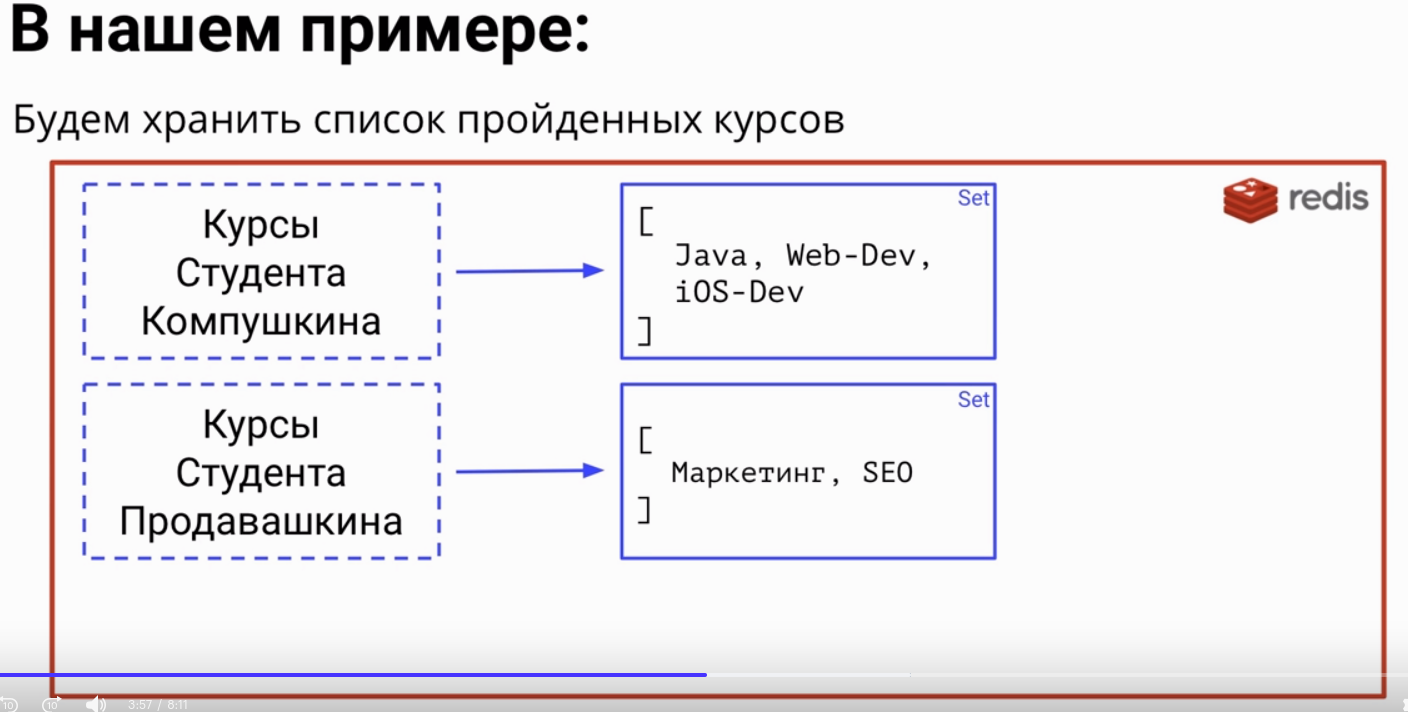 В нашем примере:
Будем хранить список пройденных курсов
Курсы
Студента
Компушкина
Set
[
Java, Web-Dev,
iOS-Dev
]
redis
Курсы
Студента
Продавашкина
Set
[
Маркетинг, SEO
]
10
10
3:57 / 8:11